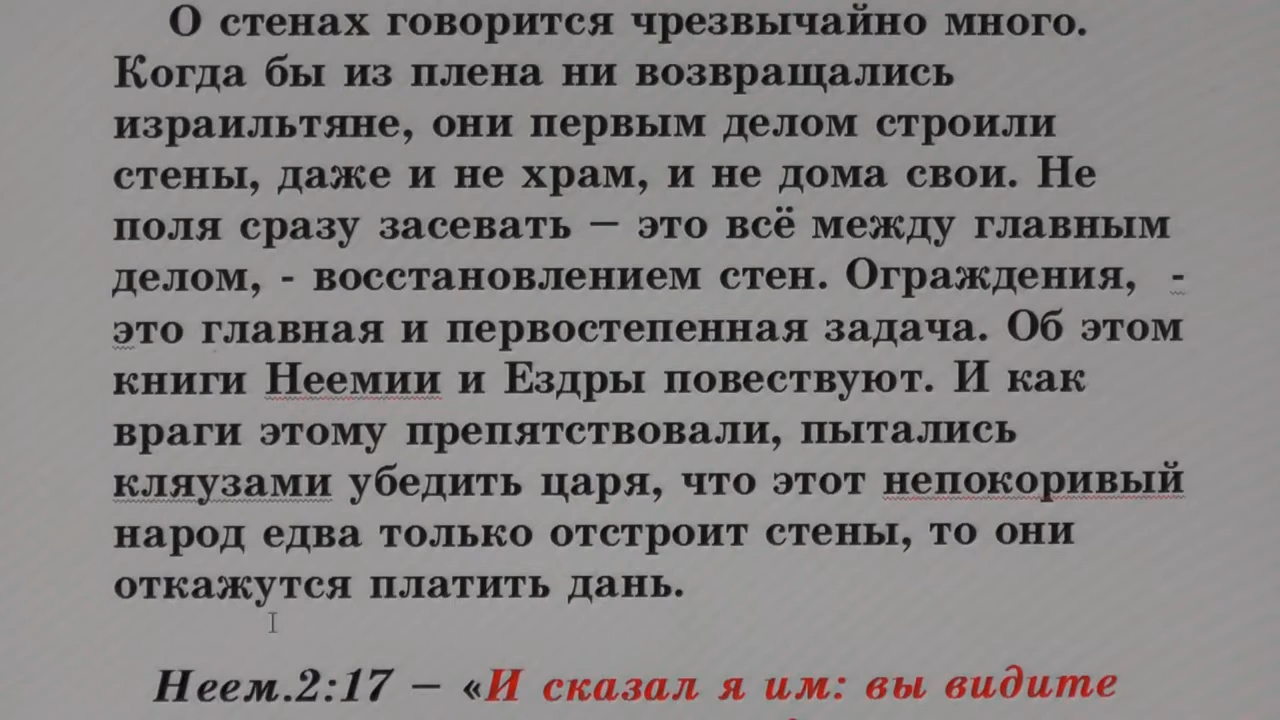 О стенах говорится чрезвычайно много.
Когда бы из плена ни возвращались
израильтяне, они первым делом строили
стены, даже и не храм, и не дома свои. Не
поля сразу засевать – это всё между главным
делом, - восстановлением стен. Ограждения, -
это главная и первостепенная задача. Об этом
книги Неемии и Ездры повествуют. И как
враги этому препятствовали, пытались
кляузами убедить царя, что этот непокоривый
народ едва только отстроит стены, то они
откажутся платить дань.
Неем.2:17 – «И сказал я им: вы видите